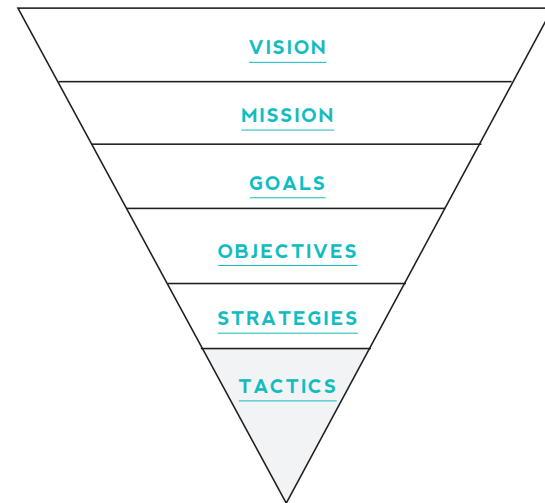 VISION
MISSION
GOALS
OBJECTIVES
STRATEGIES
TACTICS